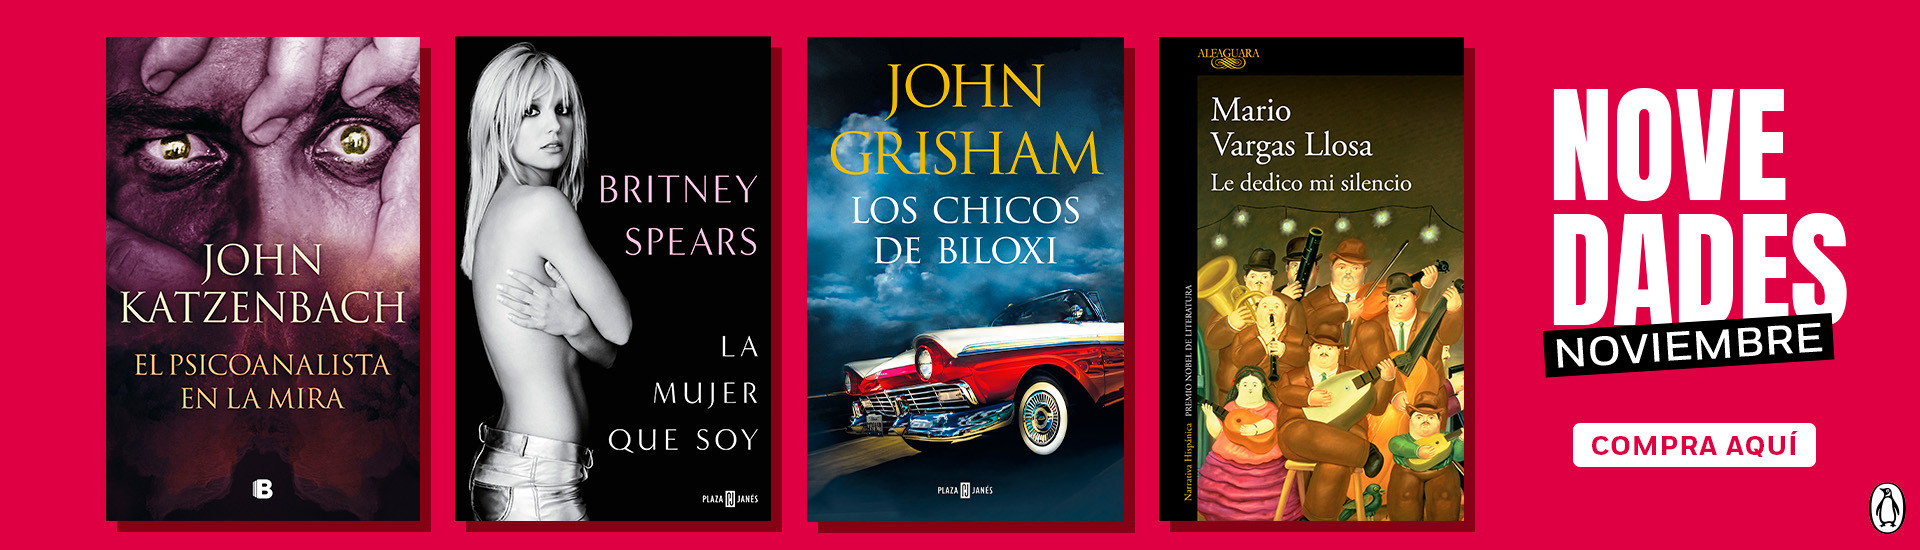 JOHN
KATZENBACH
EL PSICOANALISTA
EN LA MIRA
B
BRITNEY
SPEARS
LA
MUJER
QUE SOY
PLAZA JANÉS
JOHN
GRISHAM
LOS CHICOS
DE BILOXI
PLAZA JANÉS
ALFAGUARA
Mario
Vargas Llosa
Le dedico mi silencio
Narrativa Hispánica PREMIO NOBEL DE LITERATURA
NOVE
DADES
NOVIEMBRE
COMPRA AQUÍ